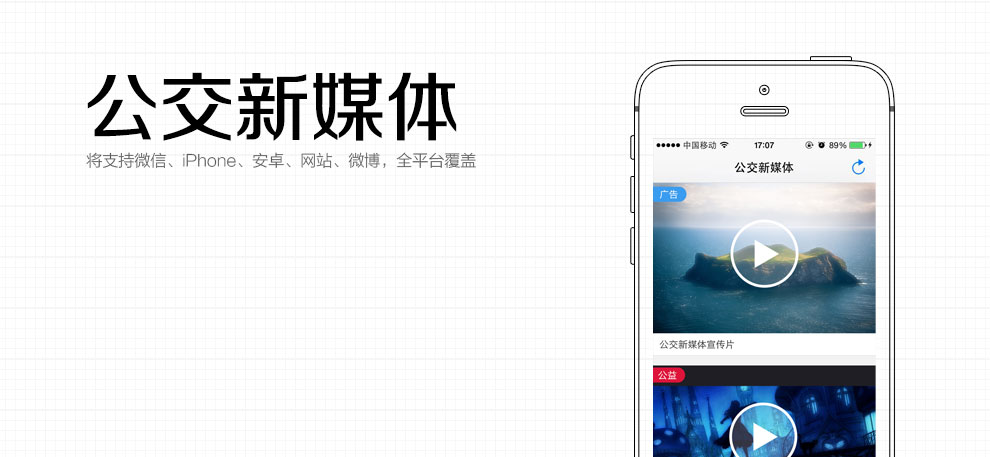 公交新媒体
将支持微信、iPhone、安卓、网站、微博，全平台覆盖
中国移动 17:07 89%
公交新媒体
广告
公交新媒体宣传片
公益